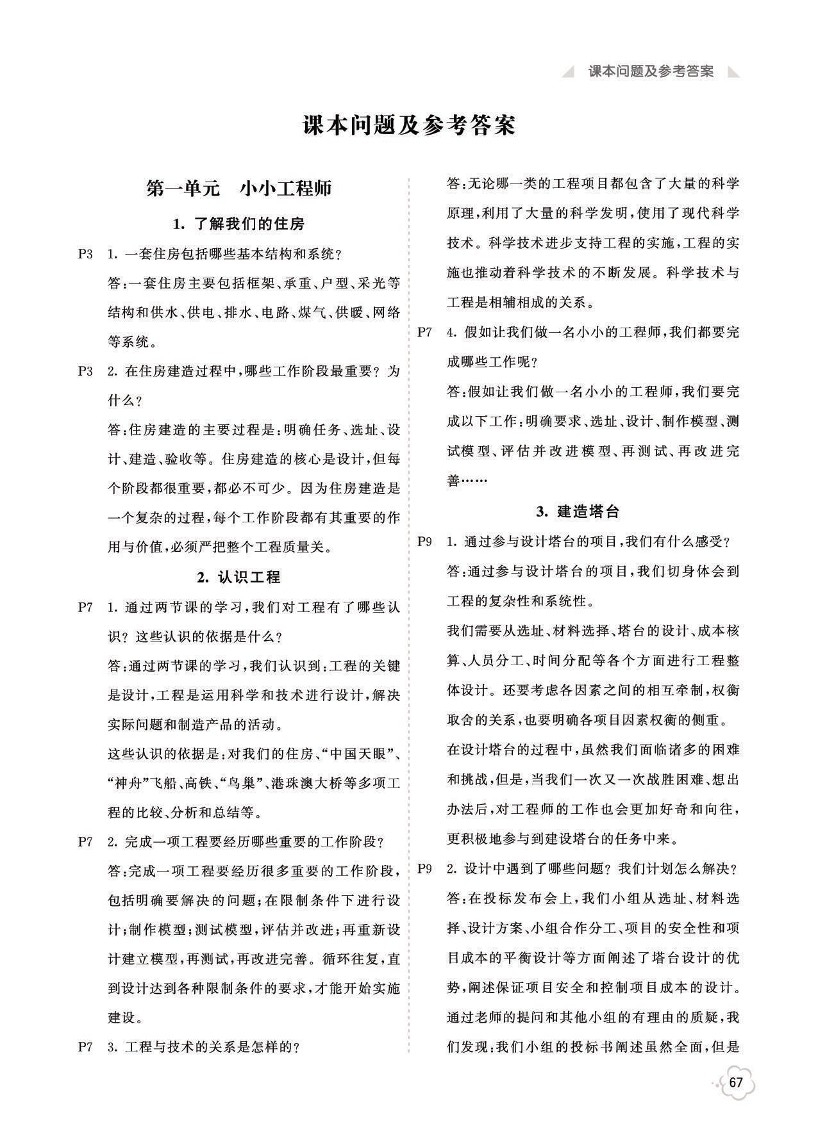 课本问题及参考答案
课本问题及参考答案
第一单元　小小工程师
1. 了解我们的住房
P3 1. 一套住房包括哪些基本结构和系统?
答:一套住房主要包括框架、承重、户型、采光等
结构和供水、供电、排水、电路、煤气、供暖、网络
等系统。
P3 2. 在住房建造过程中,哪些工作阶段最重要? 为
什么?
答:住房建造的主要过程是:明确任务、选址、设
计、建造、验收等。住房建造的核心是设计,但每
个阶段都很重要,都必不可少。因为住房建造是
一个复杂的过程,每个工作阶段都有其重要的作
用与价值,必须严把整个工程质量关。
2. 认识工程
P7 1. 通过两节课的学习,我们对工程有了哪些认
识? 这些认识的依据是什么?
答:通过两节课的学习,我们认识到:工程的关键
是设计,工程是运用科学和技术进行设计,解决
实际问题和制造产品的活动。
这些认识的依据是:对我们的住房、“中国天眼”、
“神舟”飞船、高铁、“鸟巢”、港珠澳大桥等多项工
程的比较、分析和总结等。
P7 2. 完成一项工程要经历哪些重要的工作阶段?
答:完成一项工程要经历很多重要的工作阶段,
包括明确要解决的问题;在限制条件下进行设
计;制作模型;测试模型,评估并改进;再重新设
计建立模型,再测试,再改进完善。循环往复,直
到设计达到各种限制条件的要求,才能开始实施
建设。
P7 3. 工程与技术的关系是怎样的?
答:无论哪一类的工程项目都包含了大量的科学
原理,利用了大量的科学发明,使用了现代科学
技术。科学技术进步支持工程的实施,工程的实
施也推动着科学技术的不断发展。科学技术与
工程是相辅相成的关系。
P7 4. 假如让我们做一名小小的工程师,我们都要完
成哪些工作呢?
答:假如让我们做一名小小的工程师,我们要完
成以下工作:明确要求、选址、设计、制作模型、测
试模型、评估并改进模型、再测试、再改进完
善……
3. 建造塔台
P9 1. 通过参与设计塔台的项目,我们有什么感受?
答:通过参与设计塔台的项目,我们切身体会到
工程的复杂性和系统性。
我们需要从选址、材料选择、塔台的设计、成本核
算、人员分工、时间分配等各个方面进行工程整
体设计。还要考虑各因素之间的相互牵制,权衡
取舍的关系,也要明确各项目因素权衡的侧重。
在设计塔台的过程中,虽然我们面临诸多的困难
和挑战,但是,当我们一次又一次战胜困难、想出
办法后,对工程师的工作也会更加好奇和向往,
更积极地参与到建设塔台的任务中来。
P9 2. 设计中遇到了哪些问题? 我们计划怎么解决?
答:在投标发布会上,我们小组从选址、材料选
择、设计方案、小组合作分工、项目的安全性和项
目成本的平衡设计等方面阐述了塔台设计的优
势,阐述保证项目安全和控制项目成本的设计。
通过老师的提问和其他小组的有理由的质疑,我
们发现:我们小组的投标书阐述虽然全面,但是
67